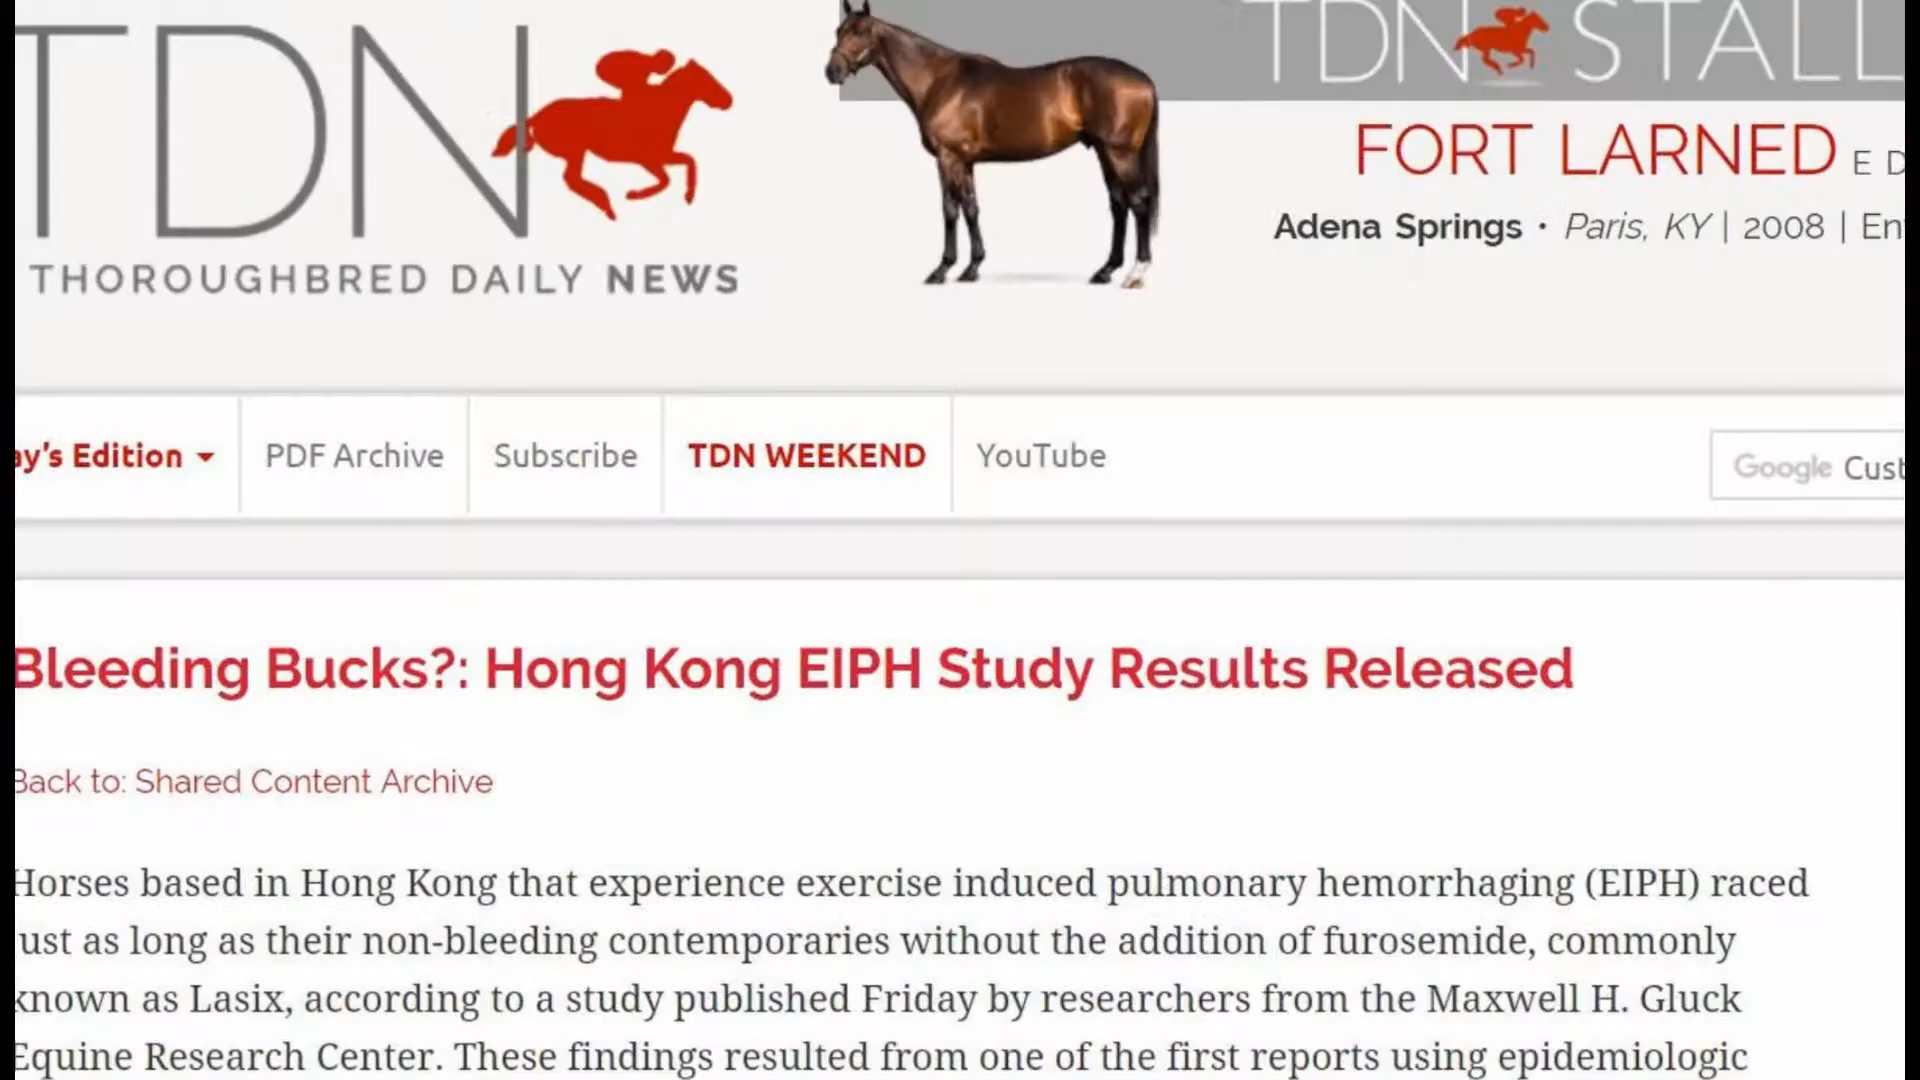 TDN
THOROUGHBRED DAILY NEWS
TDN STALL
FORT LARNED E D
Adena Springs • Paris, KY | 2008 | En
ay's Edition
PDF Archive
Subscribe
TDN WEEKEND
YouTube
Google Cust
Bleeding Bucks?: Hong Kong EIPH Study Results Released
Back to: Shared Content Archive
Horses based in Hong Kong that experience exercise induced pulmonary hemorrhaging (EIPH) raced
ust as long as their non-bleeding contemporaries without the addition of furosemide, commonly
known as Lasix, according to a study published Friday by researchers from the Maxwell H. Gluck
Equine Research Center. These findings resulted from one of the first reports using epidemiologic